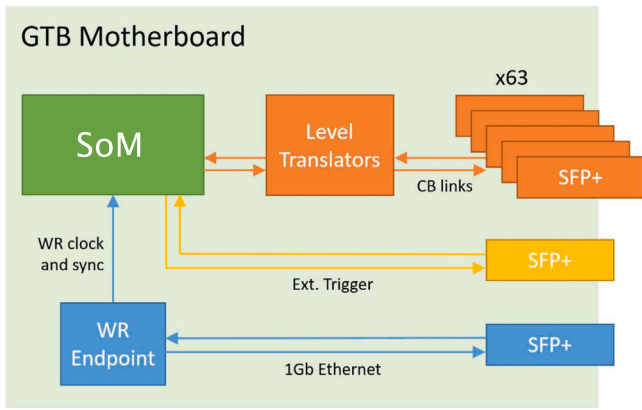 GTB Motherboard
x63
SoM
Level
Translators
SFP+
CB links
WR clock
and sync
SFP+
Ext. Trigger
WR
Endpoint
SFP+
1Gb Ethernet